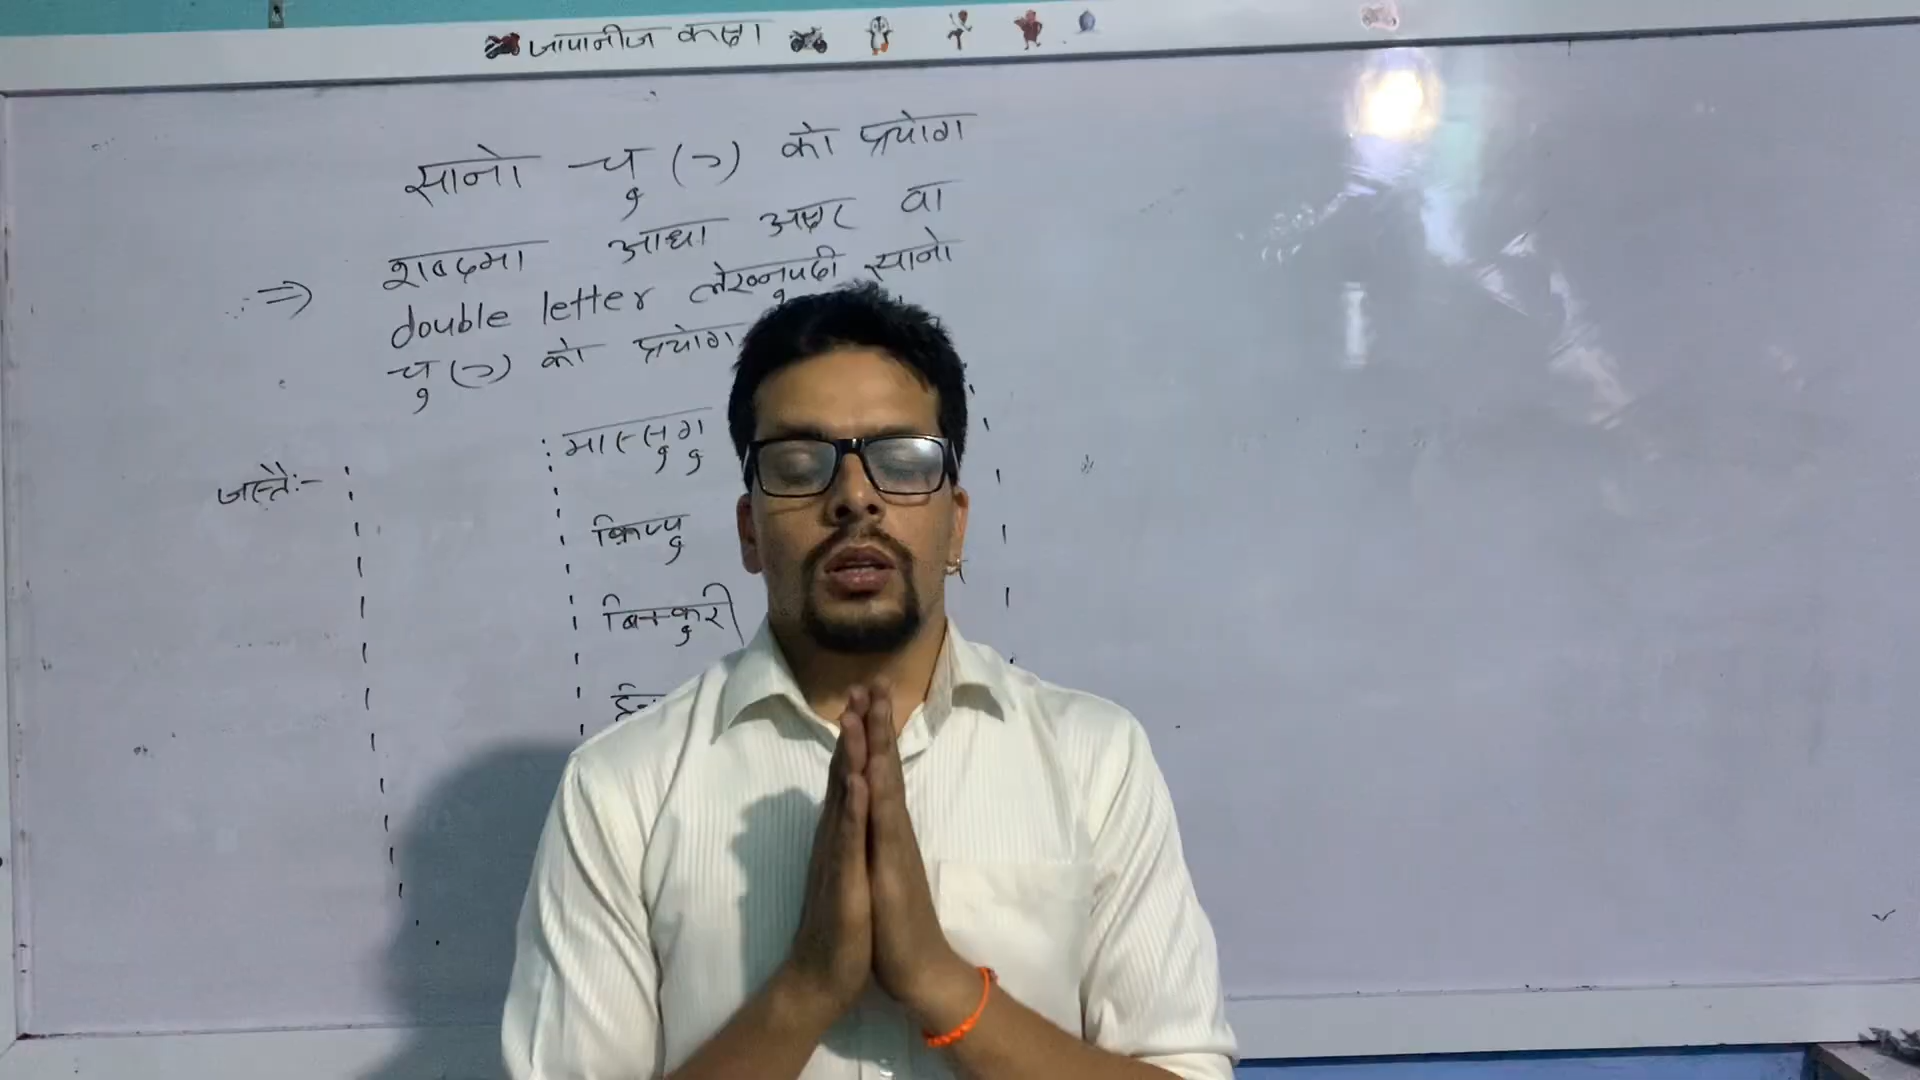 जापानीज कक्षा
सानो चु (っ) को प्रयोग
⇒ शब्दमा आधा अक्षर वा
double letter लेख्नुपर्दा सानो
चु (っ) को प्रयोग
जस्तै:- मास्सुगु
किप्पु
बिक्कुरी